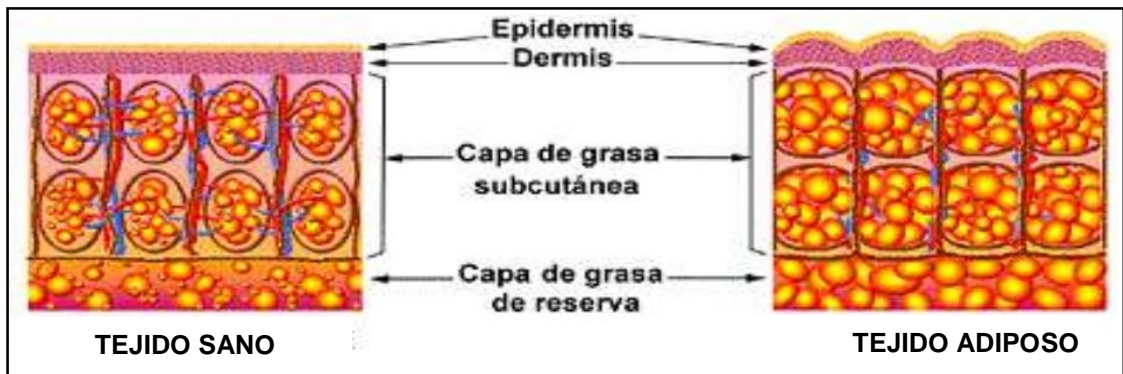 Epidermis
Dermis
Capa de grasa
subcutánea
Capa de grasa
de reserva
TEJIDO SANO
TEJIDO ADIPOSO